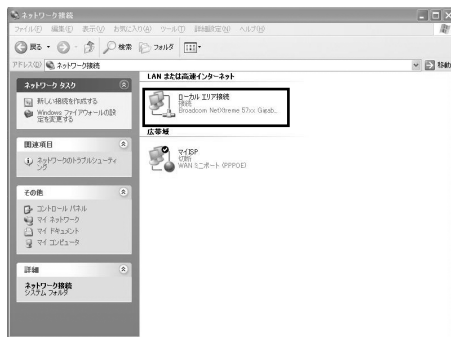 ネットワーク接続
ファイル(F) 編集(E) 表示(V) お気に入り(A) ツール(T) 詳細設定(N) ヘルプ(H)
戻る 検索 フォルダ
アドレス(D) ネットワーク接続 移動
ネットワーク タスク
新しい接続を作成する
Windows ファイアウォールの設定を変更する
関連項目
ネットワークのトラブルシューティング
その他
コントロール パネル
マイ ネットワーク
マイ ドキュメント
マイ コンピュータ
詳細
ネットワーク接続
システム フォルダ
LAN または高速インターネット
ローカル エリア接続
接続
Broadcom NetXtreme 57xx Gigab...
広帯域
マイISP
切断
WAN ミニポート (PPPOE)